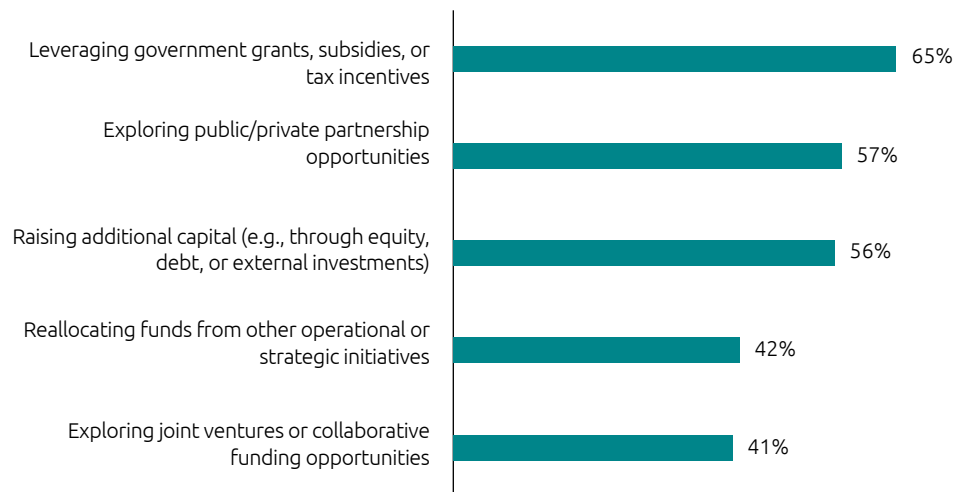 Leveraging government grants, subsidies, or
tax incentives
65%
Exploring public/private partnership
opportunities
57%
Raising additional capital (e.g., through equity,
debt, or external investments)
56%
Reallocating funds from other operational or
strategic initiatives
42%
Exploring joint ventures or collaborative
funding opportunities
41%